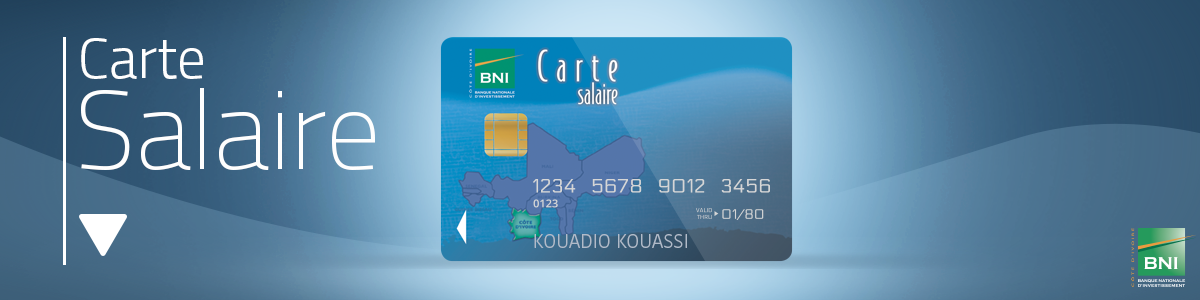 Carte
Salaire
CÔTE D'IVOIRE
BNI
BANQUE NATIONALE
D'INVESTISSEMENT
Carte
salaire
1234 5678 9012 3456
0123
VALID
THRU
01/80
CÔTE
D'IVOIRE
KOUADIO KOUASSI
CÔTE D'IVOIRE
BNI
BANQUE NATIONALE
D'INVESTISSEMENT